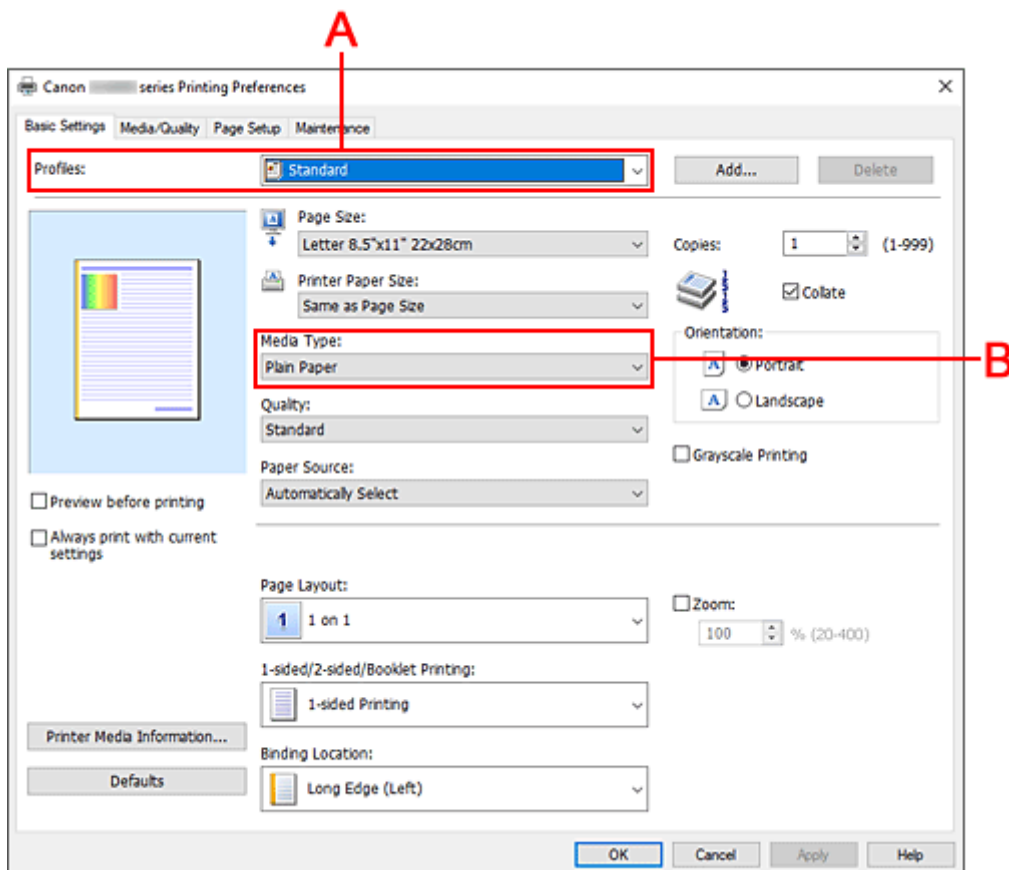 A
Canon series Printing Preferences
Basic Settings Media/Quality Page Setup Maintenance
Profiles: Standard Add... Delete
Page Size:
Letter 8.5"x11" 22x28cm
Copies: 1 (1-999)
Printer Paper Size:
Same as Page Size
Collate
Media Type:
Plain Paper
B
Orientation:
Portrait
Landscape
Quality:
Standard
Grayscale Printing
Paper Source:
Automatically Select
Preview before printing
Always print with current
settings
Page Layout:
1 1 on 1
Zoom:
100 % (20-400)
1-sided/2-sided/Booklet Printing:
1-sided Printing
Printer Media Information...
Binding Location:
Long Edge (Left)
Defaults
OK Cancel Apply Help